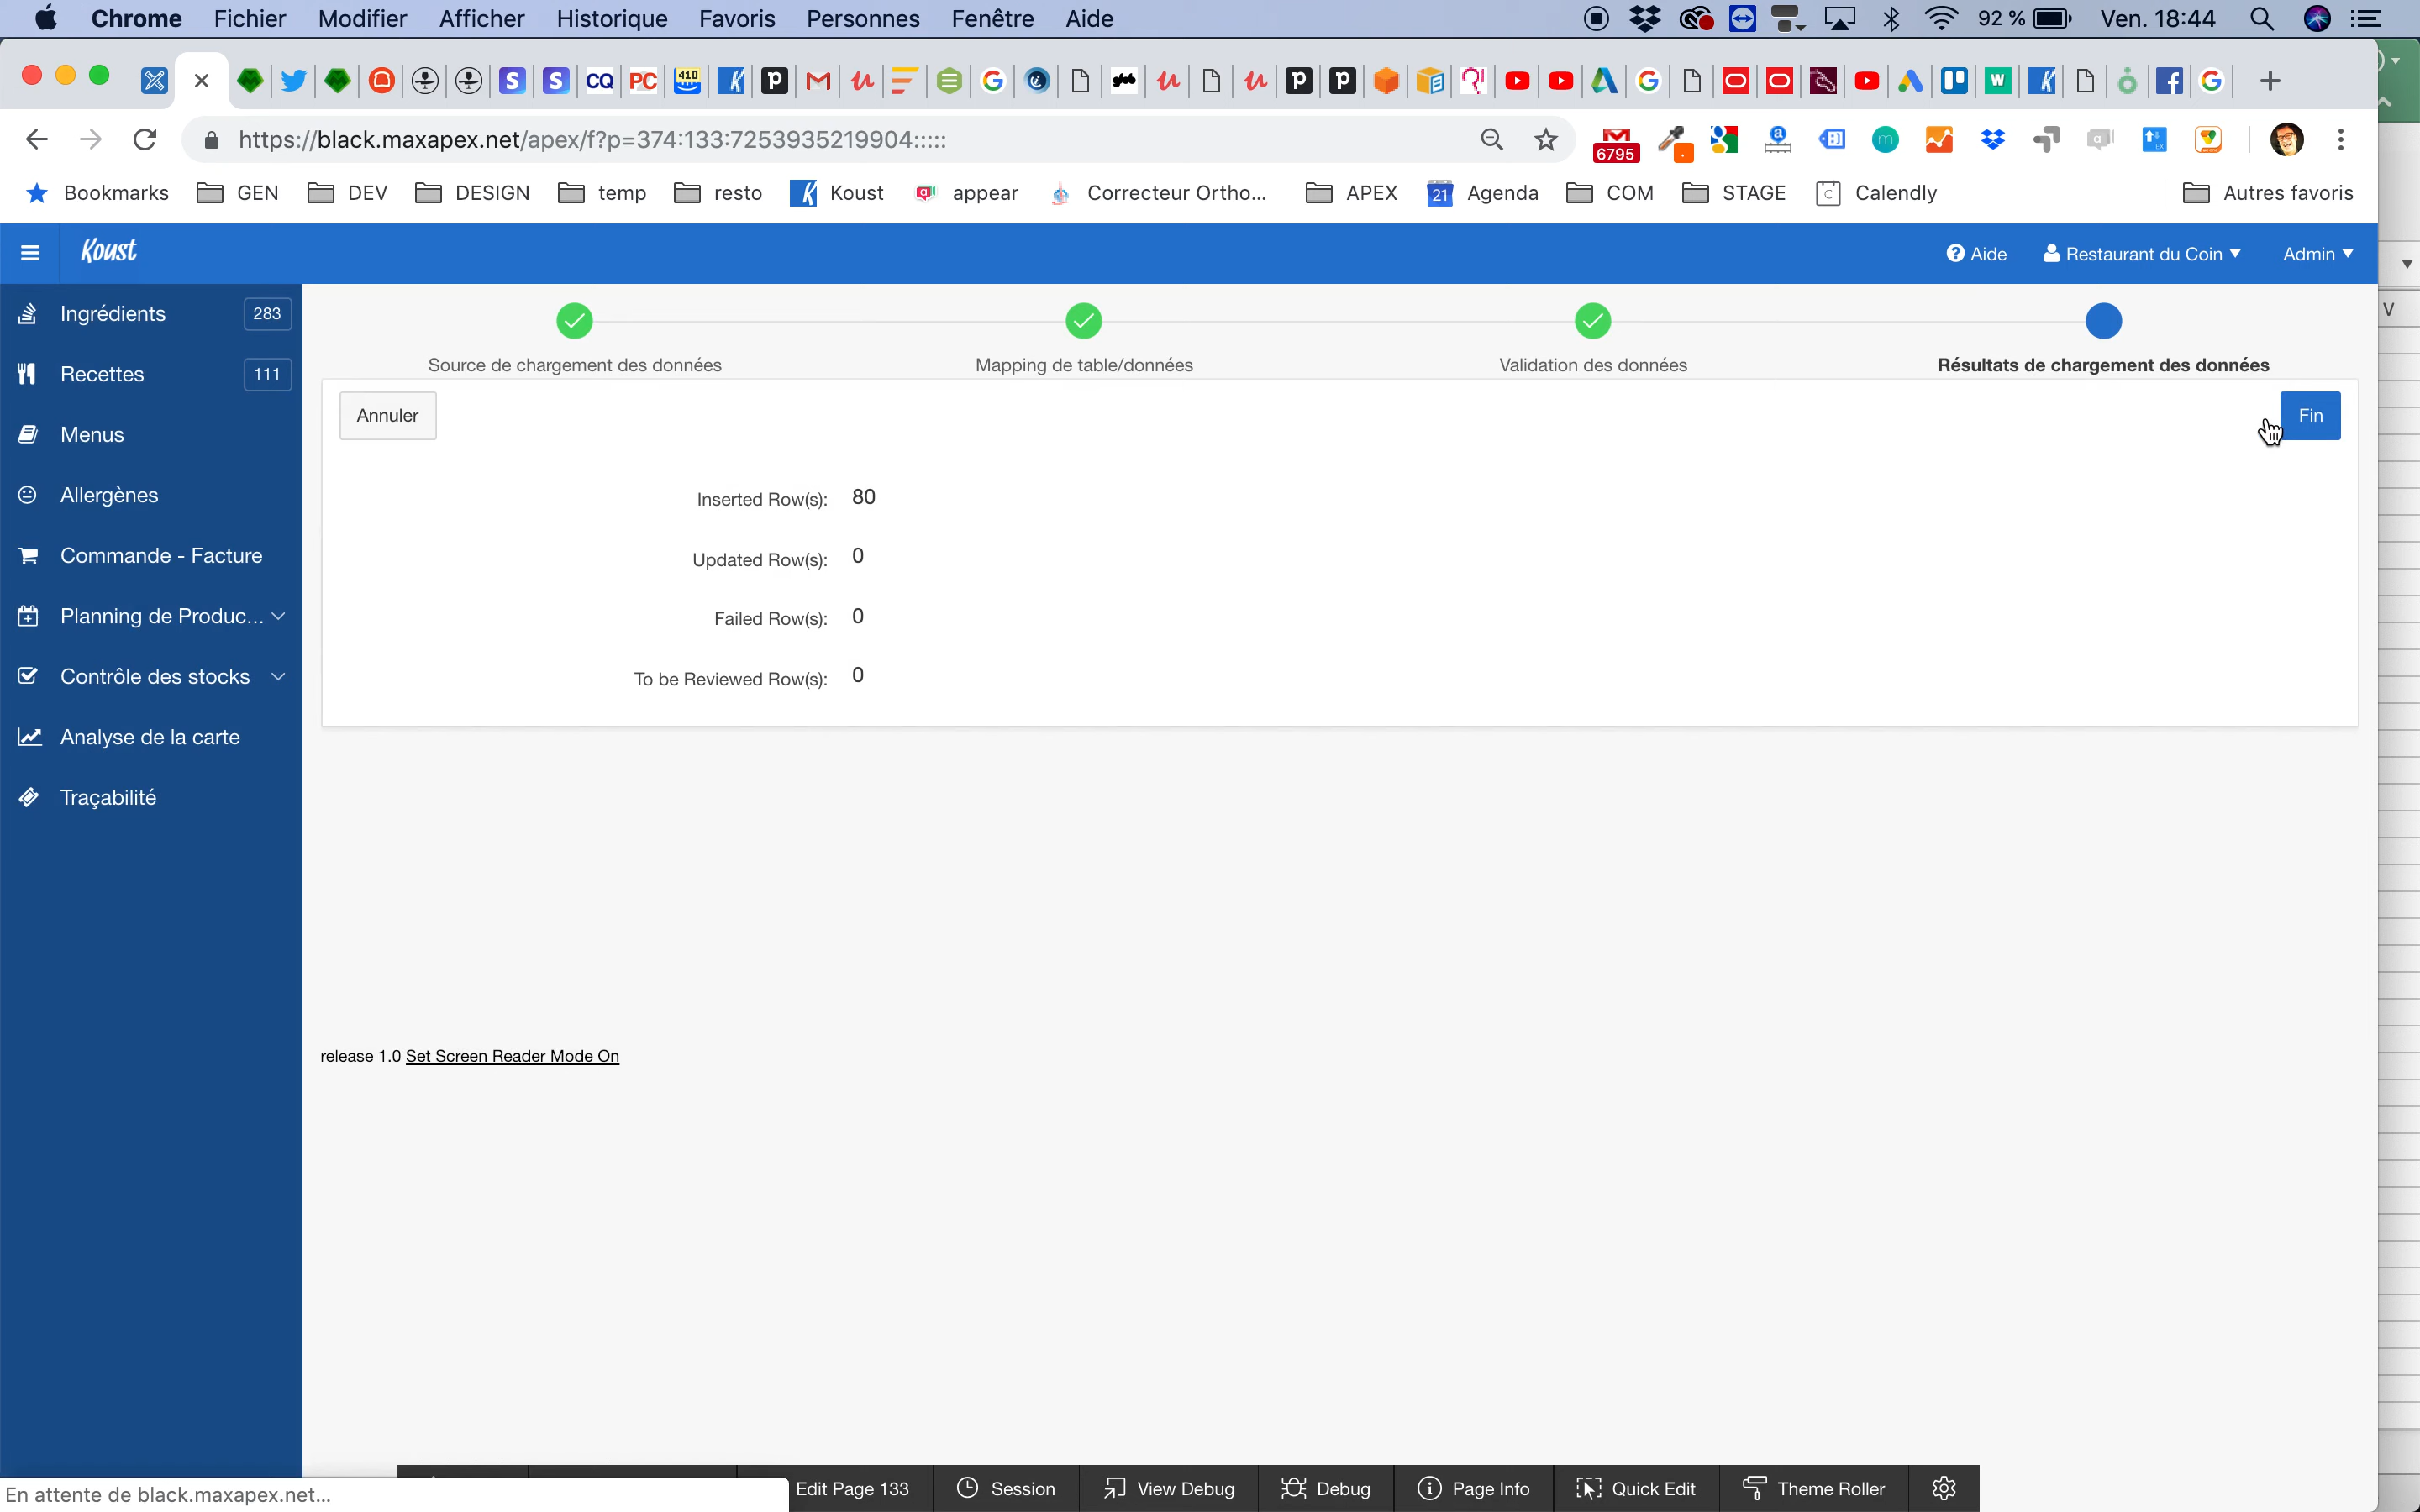 Chrome Fichier Modifier Afficher Historique Favoris Personnes Fenêtre Aide 92 % Ven. 18:44
https://black.maxapex.net/apex/f?p=374:133:7253935219904:::::
6795
Bookmarks GEN DEV DESIGN temp resto Koust appear Correcteur Ortho... APEX 21 Agenda COM STAGE Calendly Autres favoris
Koust Aide Restaurant du Coin Admin
Ingrédients 283
Recettes 111
Menus
Allergènes
Commande - Facture
Planning de Produc...
Contrôle des stocks
Analyse de la carte
Traçabilité
Source de chargement des données Mapping de table/données Validation des données Résultats de chargement des données
Annuler Fin
Inserted Row(s): 80
Updated Row(s): 0
Failed Row(s): 0
To be Reviewed Row(s): 0
release 1.0 Set Screen Reader Mode On
V
Edit Page 133 Session View Debug Debug Page Info Quick Edit Theme Roller
En attente de black.maxapex.net...